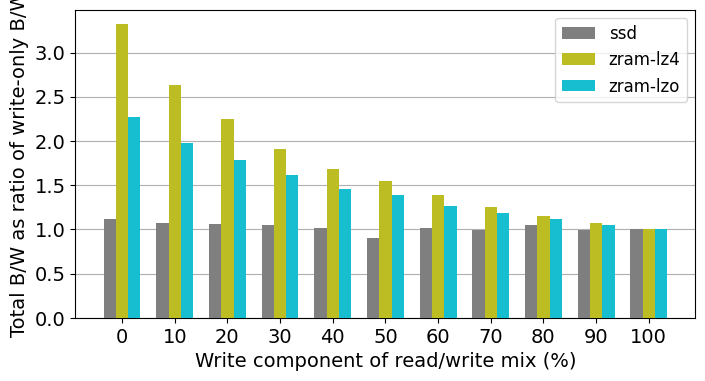 Total B/W as ratio of write-only B/W
3.0
2.5
2.0
1.5
1.0
0.5
0.0
ssd
zram-lz4
zram-lzo
0 10 20 30 40 50 60 70 80 90 100
Write component of read/write mix (%)